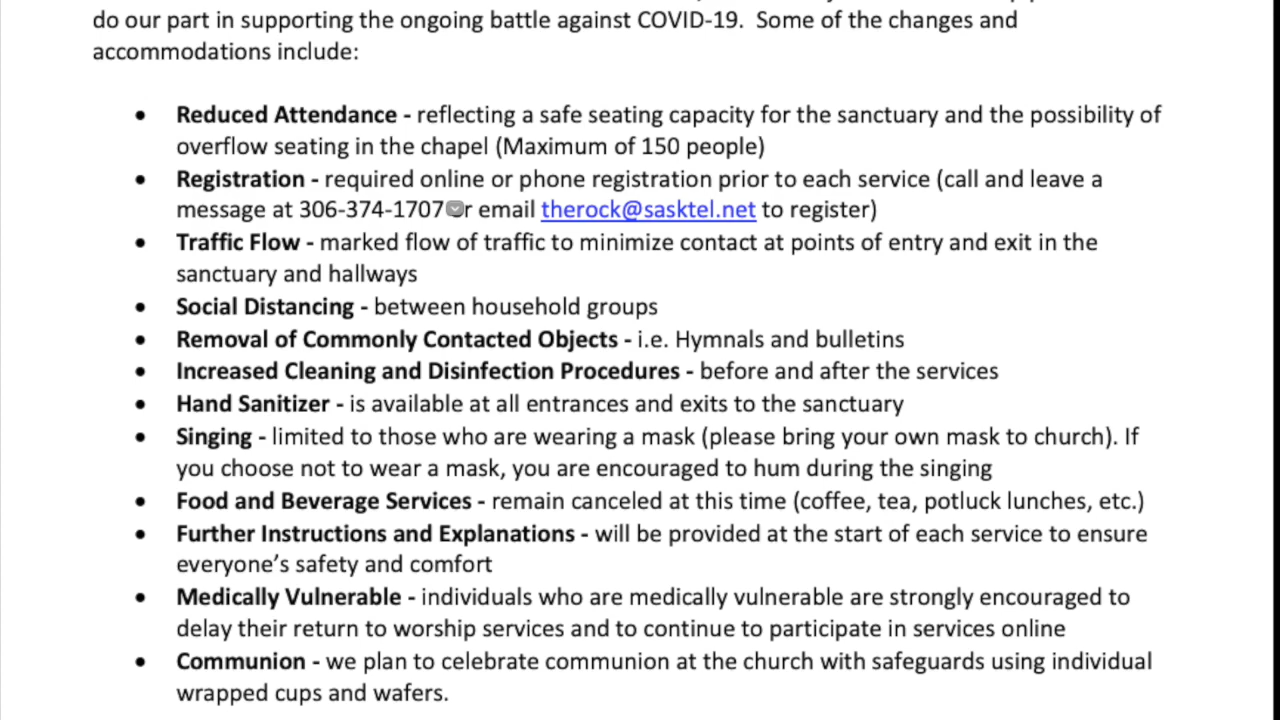 do our part in supporting the ongoing battle against COVID-19.  Some of the changes and
accommodations include:
• Reduced Attendance - reflecting a safe seating capacity for the sanctuary and the possibility of
overflow seating in the chapel (Maximum of 150 people)
• Registration - required online or phone registration prior to each service (call and leave a
message at 306-374-1707 r email therock@sasktel.net to register)
• Traffic Flow - marked flow of traffic to minimize contact at points of entry and exit in the
sanctuary and hallways
• Social Distancing - between household groups
• Removal of Commonly Contacted Objects - i.e. Hymnals and bulletins
• Increased Cleaning and Disinfection Procedures - before and after the services
• Hand Sanitizer - is available at all entrances and exits to the sanctuary
• Singing - limited to those who are wearing a mask (please bring your own mask to church). If
you choose not to wear a mask, you are encouraged to hum during the singing
• Food and Beverage Services - remain canceled at this time (coffee, tea, potluck lunches, etc.)
• Further Instructions and Explanations - will be provided at the start of each service to ensure
everyone’s safety and comfort
• Medically Vulnerable - individuals who are medically vulnerable are strongly encouraged to
delay their return to worship services and to continue to participate in services online
• Communion - we plan to celebrate communion at the church with safeguards using individual
wrapped cups and wafers.